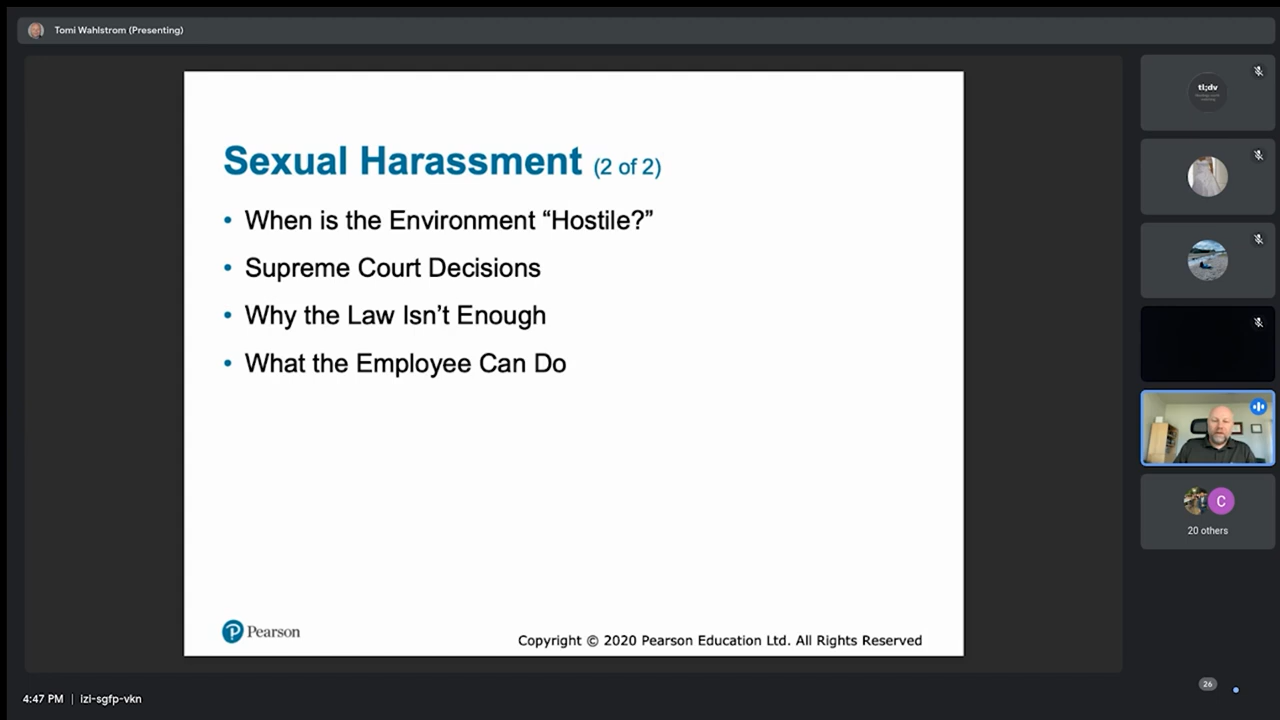 Tomi Wahlstrom (Presenting)
tl;dv
Sexual Harassment (2 of 2)
• When is the Environment “Hostile?”
• Supreme Court Decisions
• Why the Law Isn’t Enough
• What the Employee Can Do
C
20 others
Pearson
Copyright © 2020 Pearson Education Ltd. All Rights Reserved
26
4:47 PM | izi-sgfp-vkn